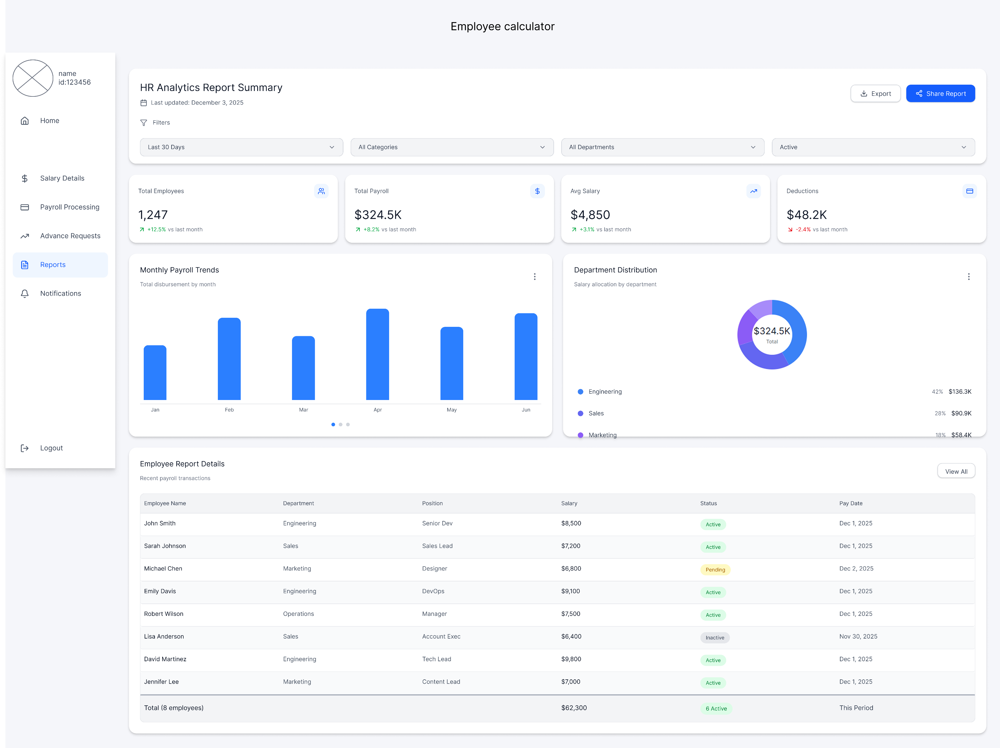 Employee calculator
name
id:123456
Home
Salary Details
Payroll Processing
Advance Requests
Reports
Notifications
Logout
HR Analytics Report Summary
Last updated: December 3, 2025
Export
Share Report
Filters
Last 30 Days
All Categories
All Departments
Active
Total Employees
1,247
+12.5% vs last month
Total Payroll
$324.5K
+8.2% vs last month
Avg Salary
$4,850
+3.1% vs last month
Deductions
$48.2K
-2.4% vs last month
Monthly Payroll Trends
Total disbursement by month
Jan Feb Mar Apr May Jun
Department Distribution
Salary allocation by department
$324.5K
Total
Engineering 42% $136.3K
Sales 28% $90.9K
Marketing 18% $58.4K
Employee Report Details
Recent payroll transactions
View All
Employee Name Department Position Salary Status Pay Date
John Smith Engineering Senior Dev $8,500 Active Dec 1, 2025
Sarah Johnson Sales Sales Lead $7,200 Active Dec 1, 2025
Michael Chen Marketing Designer $6,800 Pending Dec 2, 2025
Emily Davis Engineering DevOps $9,100 Active Dec 1, 2025
Robert Wilson Operations Manager $7,500 Active Dec 1, 2025
Lisa Anderson Sales Account Exec $6,400 Inactive Nov 30, 2025
David Martinez Engineering Tech Lead $9,800 Active Dec 1, 2025
Jennifer Lee Marketing Content Lead $7,000 Active Dec 1, 2025
Total (8 employees) $62,300 6 Active This Period